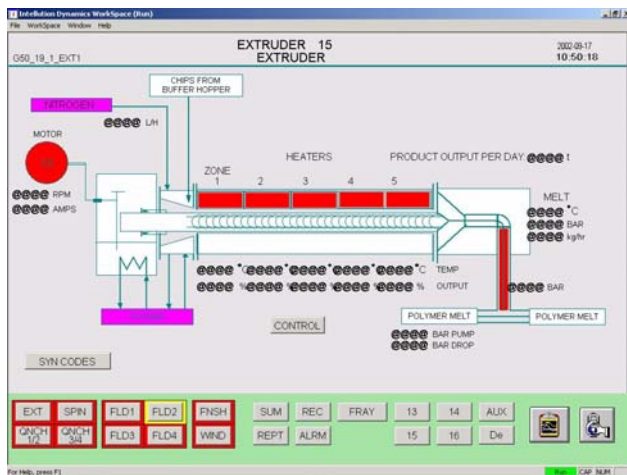 Intellution Dynamics WorkSpace (Run)
File WorkSpace Window Help
G50_19_1_EXT1
EXTRUDER 15
EXTRUDER
2002-09-17
10:50:18
CHIPS FROM
BUFFER HOPPER
NITROGEN
@@@@ L/H
MOTOR
@@@@ RPM
@@@@ AMPS
HEATERS
ZONE
1 2 3 4 5
PRODUCT OUTPUT PER DAY: @@@@ t
MELT
@@@@ °C
@@@@ BAR
@@@@ kg/hr
@@@@ °C @@@@ °C @@@@ °C @@@@ °C @@@@ °C TEMP
@@@@ % @@@@ % @@@@ % @@@@ % @@@@ % OUTPUT
@@@@ BAR
CONTROL
POLYMER MELT POLYMER MELT
@@@@ BAR PUMP
@@@@ BAR DROP
SYN CODES
EXT SPIN FLD1 FLD2 FNSH SUM REC FRAY 13 14 AUX
QNCH 1/2 QNCH 3/4 FLD3 FLD4 WIND REPT ALRM 15 16 De
For Help, press F1
Run CAP NUM